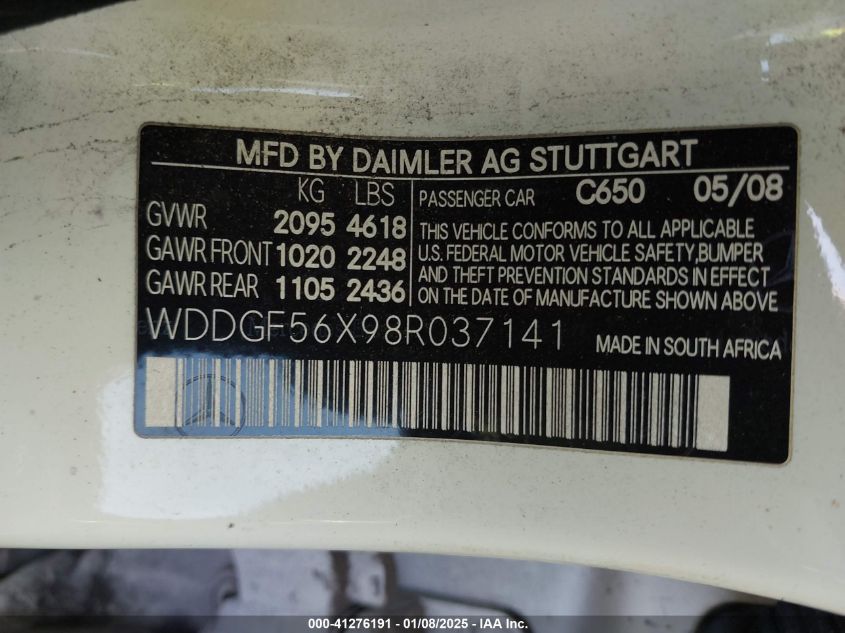 MFD BY DAIMLER AG STUTTGART
KG LBS
GVWR 2095 4618
GAWR FRONT 1020 2248
GAWR REAR 1105 2436
PASSENGER CAR C650 05/08
THIS VEHICLE CONFORMS TO ALL APPLICABLE
U.S. FEDERAL MOTOR VEHICLE SAFETY,BUMPER
AND THEFT PREVENTION STANDARDS IN EFFECT
ON THE DATE OF MANUFACTURE SHOWN ABOVE
WDDGF56X98R037141
MADE IN SOUTH AFRICA
000-41276191 - 01/08/2025 - IAA, Inc.